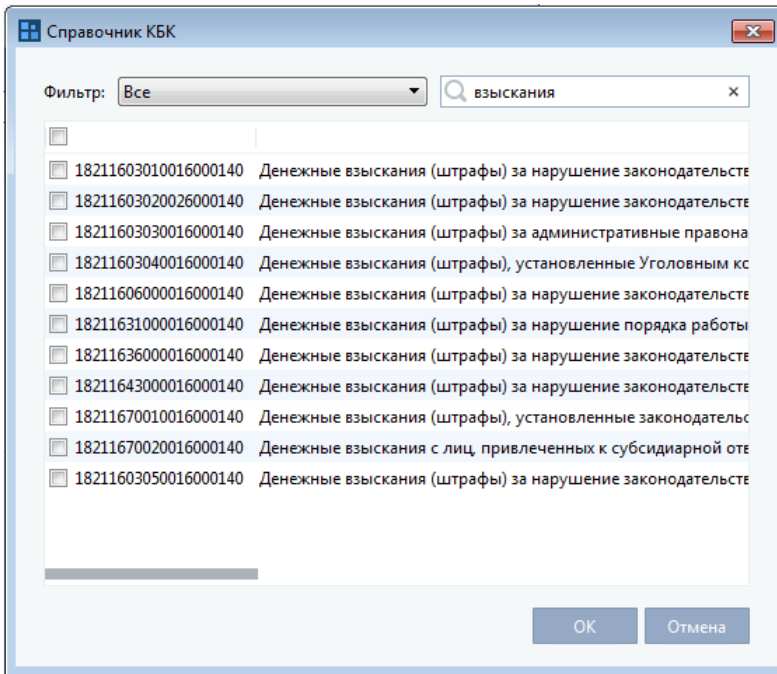 Справочник КБК
Фильтр: Все взыскания
18211603010016000140 Денежные взыскания (штрафы) за нарушение законодательств
18211603020026000140 Денежные взыскания (штрафы) за нарушение законодательств
18211603030016000140 Денежные взыскания (штрафы) за административные правона
18211603040016000140 Денежные взыскания (штрафы), установленные Уголовным ко
18211606000016000140 Денежные взыскания (штрафы) за нарушение законодательств
18211631000016000140 Денежные взыскания (штрафы) за нарушение порядка работы
18211636000016000140 Денежные взыскания (штрафы) за нарушение законодательств
18211643000016000140 Денежные взыскания (штрафы) за нарушение законодательств
18211670010016000140 Денежные взыскания (штрафы), установленные законодательс
18211670020016000140 Денежные взыскания с лиц, привлеченных к субсидиарной отв
18211603050016000140 Денежные взыскания (штрафы) за нарушение законодательств
ОК Отмена